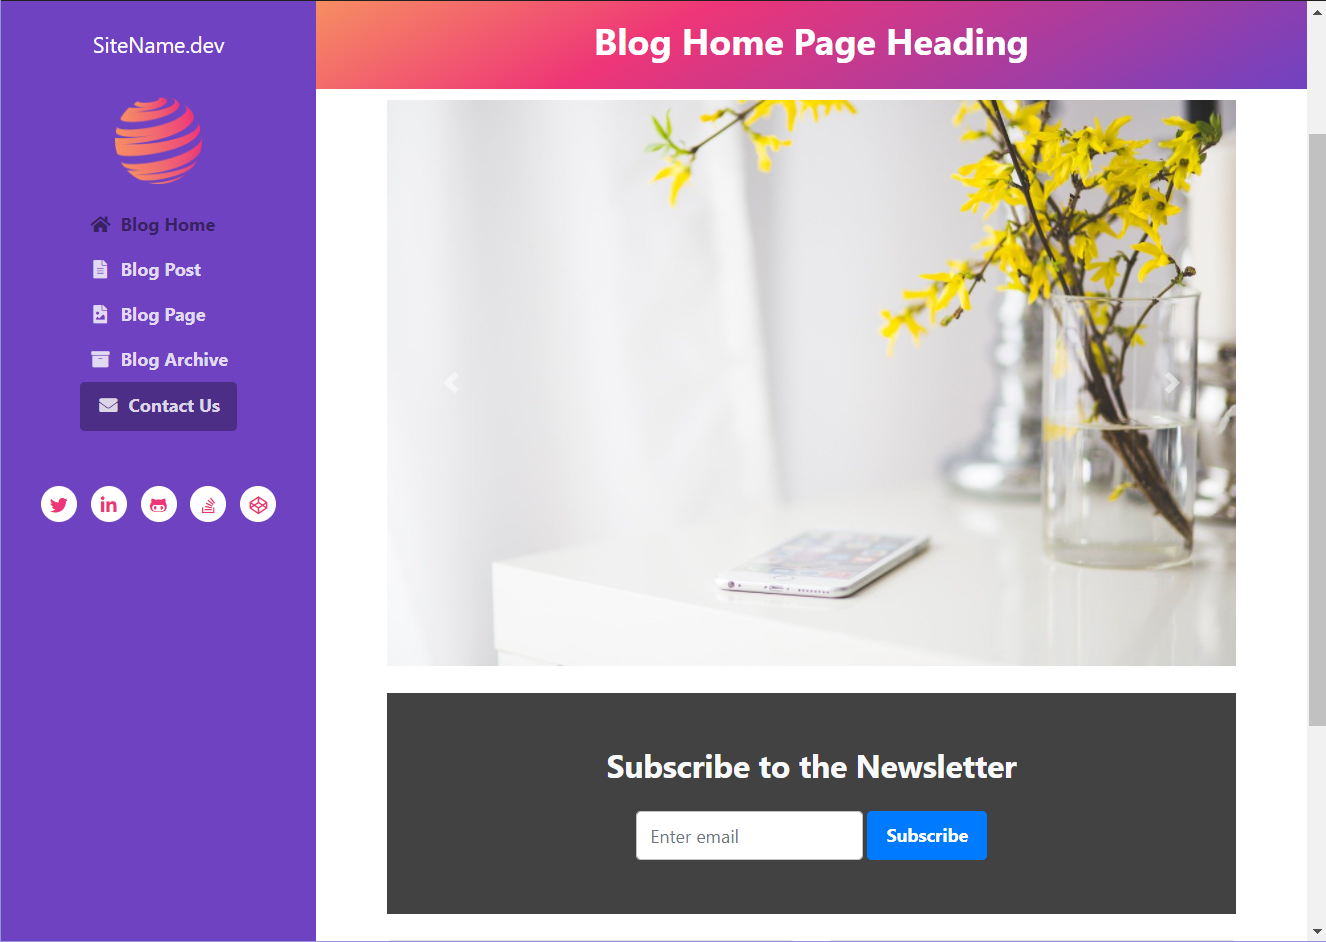 SiteName.dev
Blog Home
Blog Post
Blog Page
Blog Archive
Contact Us
Blog Home Page Heading
Subscribe to the Newsletter
Enter email
Subscribe